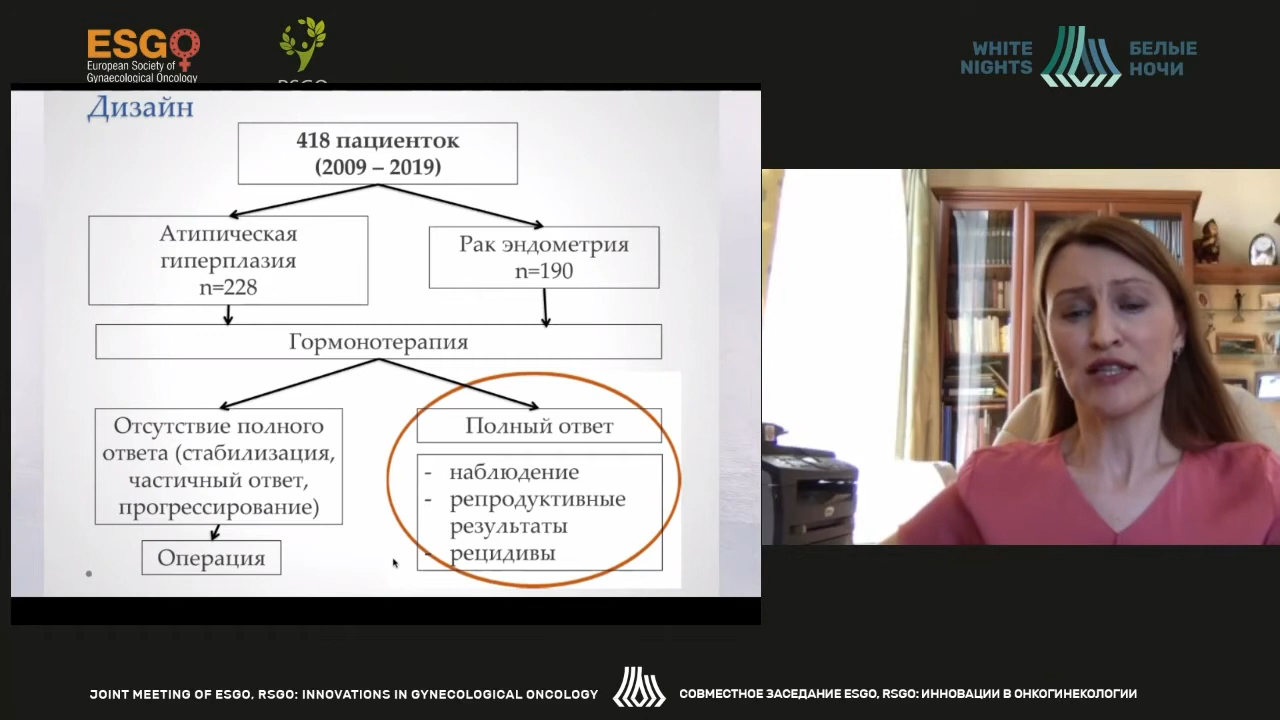 ESGO
European Society of
Gynaecological Oncology
RSGO
WHITE
NIGHTS
БЕЛЫЕ
НОЧИ
Дизайн
418 пациенток
(2009 – 2019)
Атипическая
гиперплазия
n=228
Рак эндометрия
n=190
Гормонотерапия
Отсутствие полного
ответа (стабилизация,
частичный ответ,
прогрессирование)
Операция
Полный ответ
- наблюдение
- репродуктивные
результаты
- рецидивы
JOINT MEETING OF ESGO, RSGO: INNOVATIONS IN GYNECOLOGICAL ONCOLOGY
СОВМЕСТНОЕ ЗАСЕДАНИЕ ESGO, RSGO: ИННОВАЦИИ В ОНКОГИНЕКОЛОГИИ